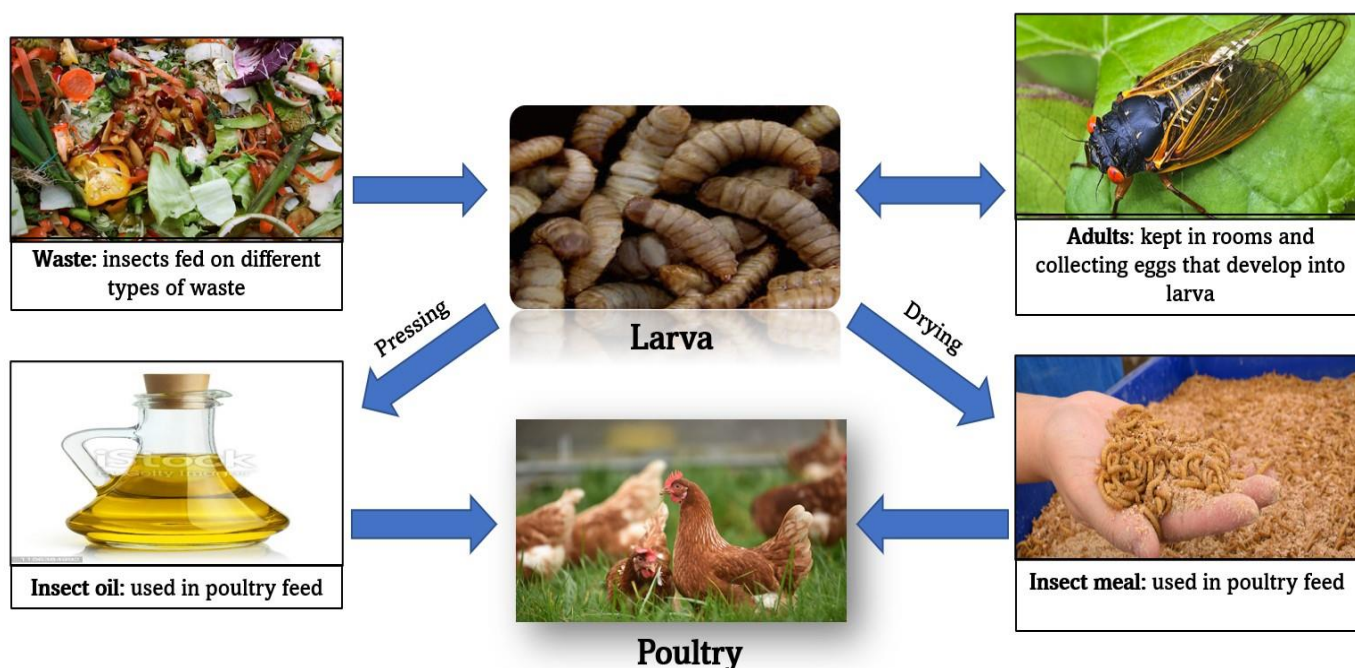 Waste: insects fed on different
types of waste
Larva
Adults: kept in rooms and
collecting eggs that develop into
larva
Pressing
Drying
iStock
Insect oil: used in poultry feed
Poultry
Insect meal: used in poultry feed